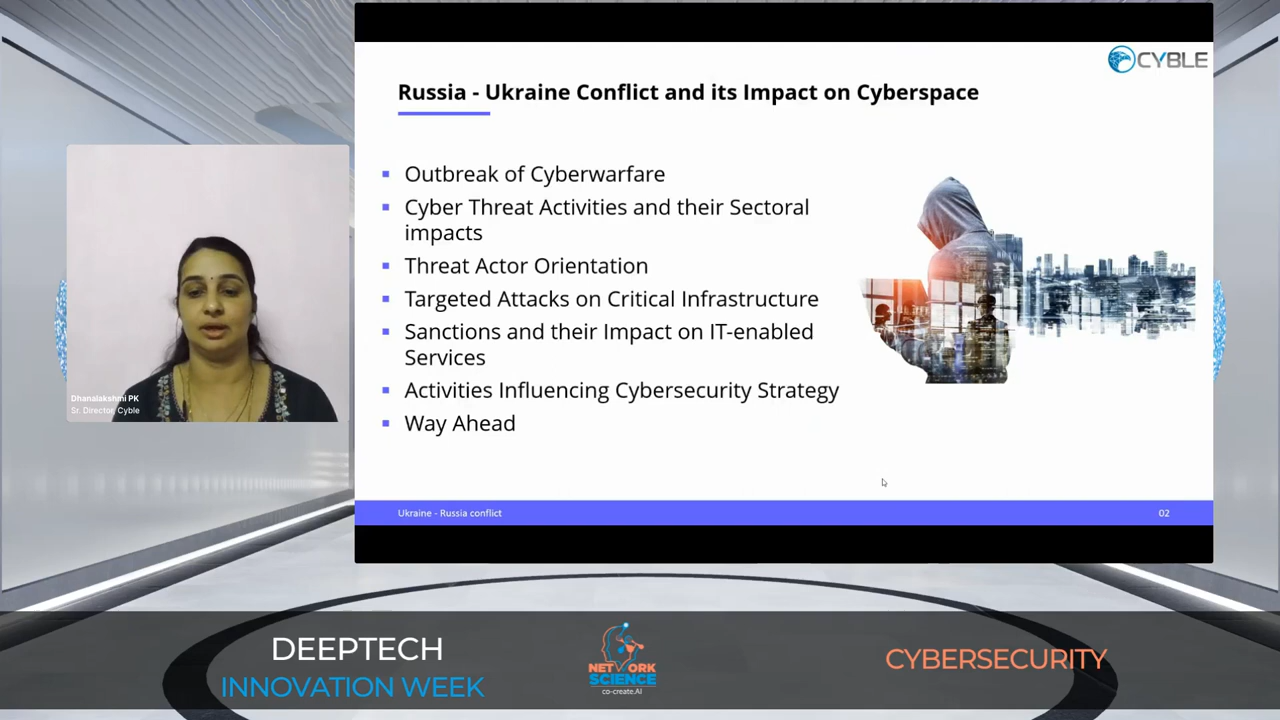 CYBLE
Russia - Ukraine Conflict and its Impact on Cyberspace
Outbreak of Cyberwarfare
Cyber Threat Activities and their Sectoral
impacts
Threat Actor Orientation
Targeted Attacks on Critical Infrastructure
Sanctions and their Impact on IT-enabled
Services
Activities Influencing Cybersecurity Strategy
Way Ahead
Dhanalakshmi PK
Sr. Director, Cyble
Ukraine - Russia conflict
02
DEEPTECH
INNOVATION WEEK
NETWORK
SCIENCE
co-create.AI
CYBERSECURITY